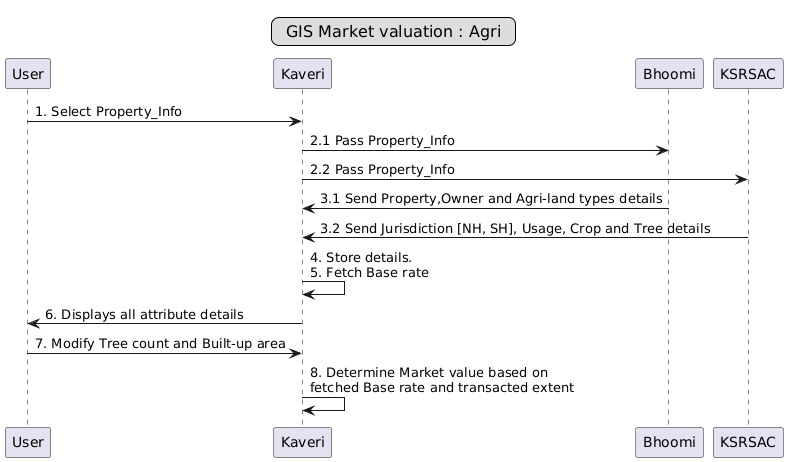 GIS Market valuation : Agri
User
Kaveri
Bhoomi
KSRSAC
1. Select Property_Info
2.1 Pass Property_Info
2.2 Pass Property_Info
3.1 Send Property,Owner and Agri-land types details
3.2 Send Jurisdiction [NH, SH], Usage, Crop and Tree details
4. Store details.
5. Fetch Base rate
6. Displays all attribute details
7. Modify Tree count and Built-up area
8. Determine Market value based on
fetched Base rate and transacted extent
User
Kaveri
Bhoomi
KSRSAC